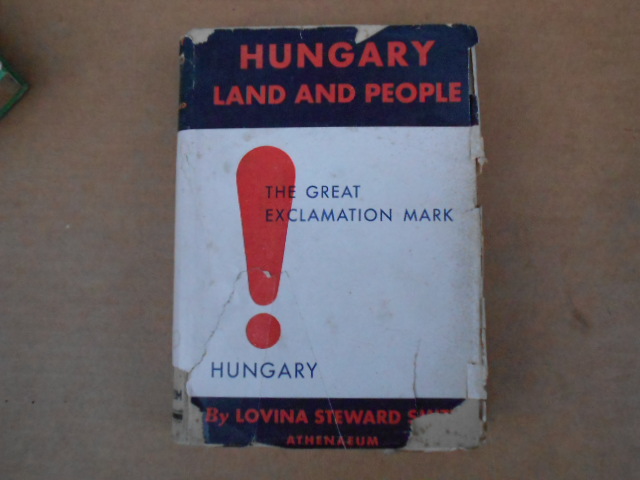 HUNGARY
LAND AND PEOPLE
THE GREAT
EXCLAMATION MARK
HUNGARY
By LOVINA STEWARD
ATHENAEUM